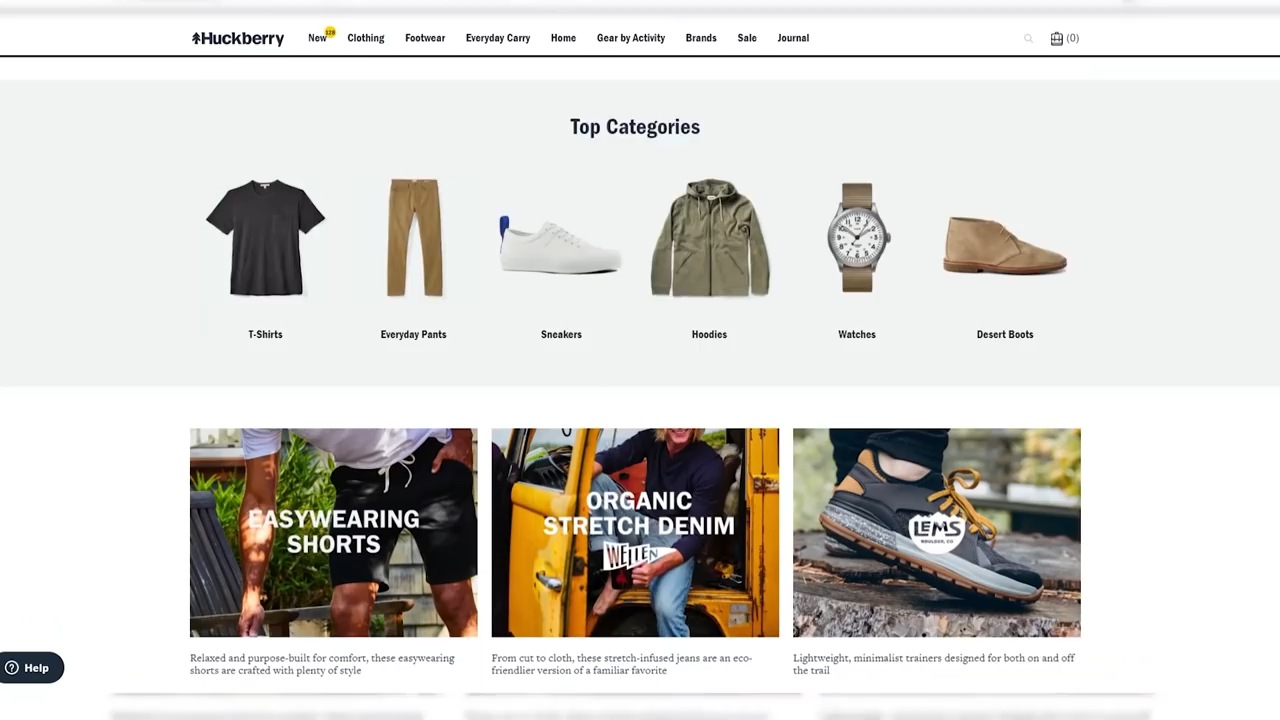 Huckberry
New
128
Clothing
Footwear
Everyday Carry
Home
Gear by Activity
Brands
Sale
Journal
(0)
Top Categories
T-Shirts
Everyday Pants
Sneakers
Hoodies
Watches
Desert Boots
EASYWEARING
SHORTS
ORGANIC
STRETCH DENIM
WELLEN
LEMS
BOULDER, CO
Relaxed and purpose-built for comfort, these easywearing
shorts are crafted with plenty of style
From cut to cloth, these stretch-infused jeans are an eco-
friendlier version of a familiar favorite
Lightweight, minimalist trainers designed for both on and off
the trail
Help